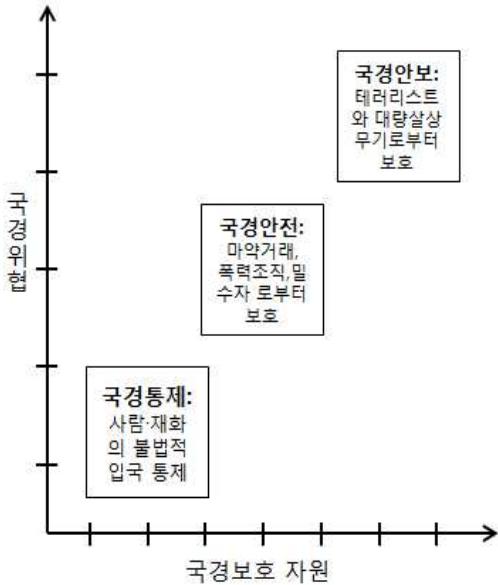 국경안보:
테러리스트
와 대량살상
무기로부터
보호
국경위협
국경안전:
마약거래,
폭력조직,밀
수자 로부터
보호
국경통제:
사람·재화
의 불법적
입국 통제
국경보호 자원